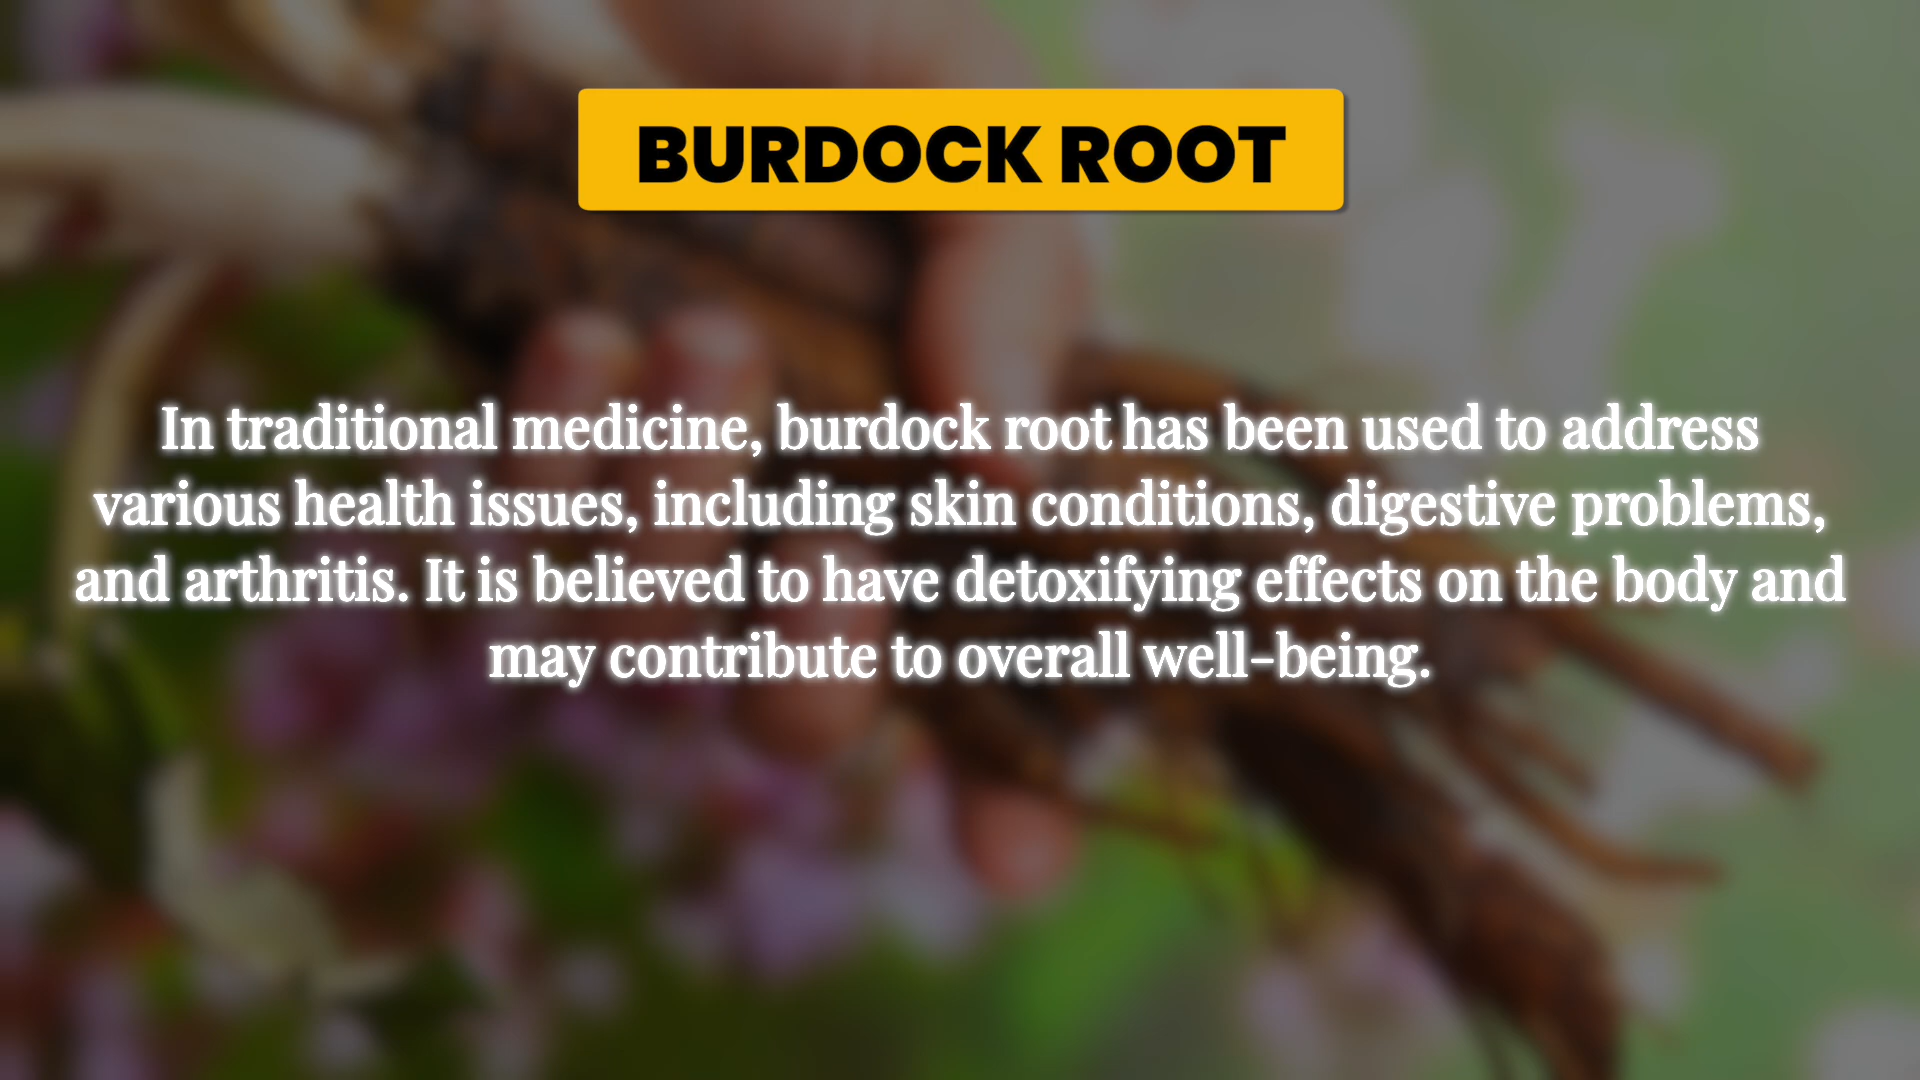 BURDOCK ROOT
In traditional medicine, burdock root has been used to address
various health issues, including skin conditions, digestive problems,
and arthritis. It is believed to have detoxifying effects on the body and
may contribute to overall well-being.